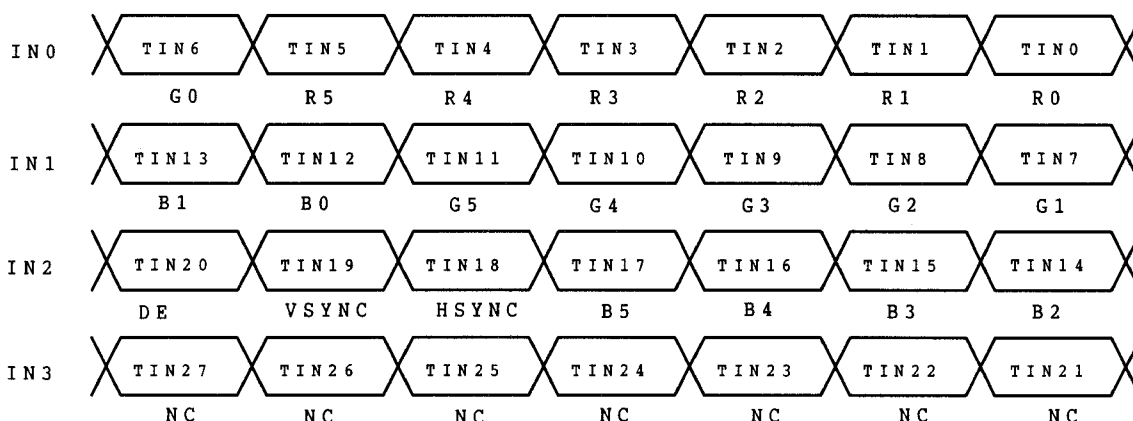 IN0 TIN6 TIN5 TIN4 TIN3 TIN2 TIN1 TIN0
G0 R5 R4 R3 R2 R1 R0
IN1 TIN13 TIN12 TIN11 TIN10 TIN9 TIN8 TIN7
B1 B0 G5 G4 G3 G2 G1
IN2 TIN20 TIN19 TIN18 TIN17 TIN16 TIN15 TIN14
DE VSYNC HSYNC B5 B4 B3 B2
IN3 TIN27 TIN26 TIN25 TIN24 TIN23 TIN22 TIN21
NC NC NC NC NC NC NC